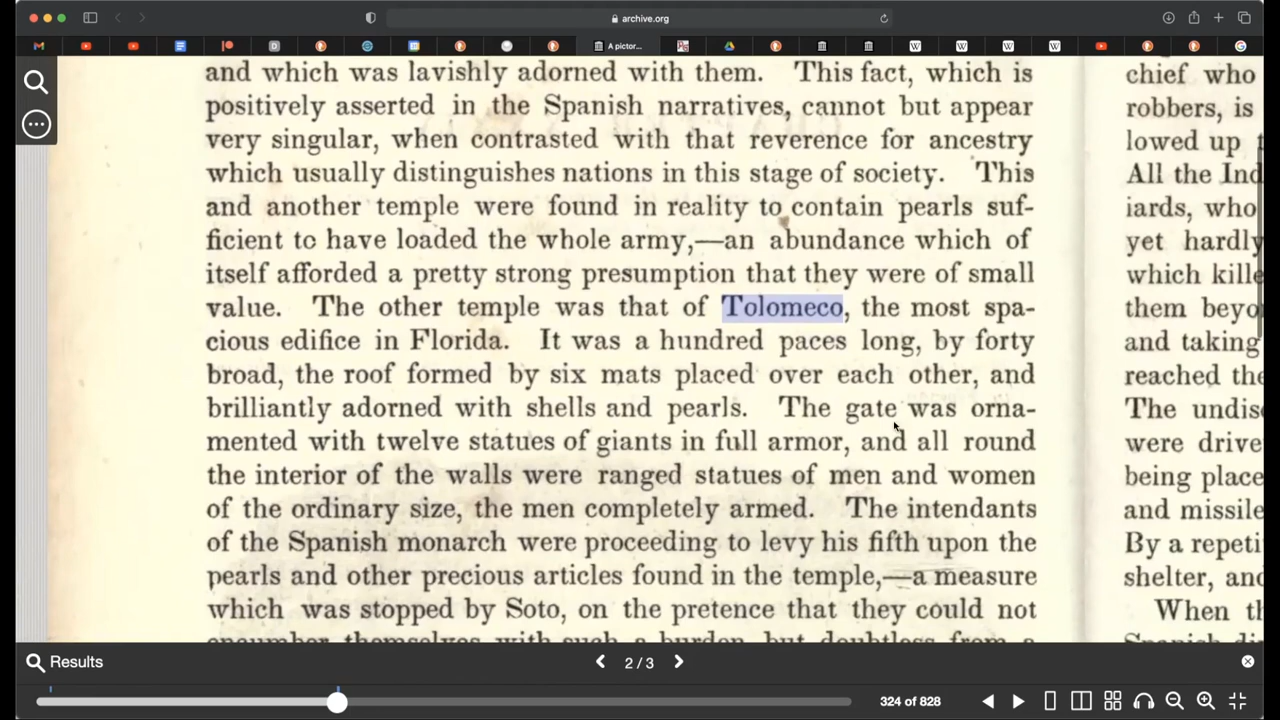 archive.org
A pictor...
and which was lavishly adorned with them. This fact, which is
positively asserted in the Spanish narratives, cannot but appear
very singular, when contrasted with that reverence for ancestry
which usually distinguishes nations in this stage of society. This
and another temple were found in reality to contain pearls suf-
ficient to have loaded the whole army,—an abundance which of
itself afforded a pretty strong presumption that they were of small
value. The other temple was that of Tolomeco, the most spa-
cious edifice in Florida. It was a hundred paces long, by forty
broad, the roof formed by six mats placed over each other, and
brilliantly adorned with shells and pearls. The gate was orna-
mented with twelve statues of giants in full armor, and all round
the interior of the walls were ranged statues of men and women
of the ordinary size, the men completely armed. The intendants
of the Spanish monarch were proceeding to levy his fifth upon the
pearls and other precious articles found in the temple,—a measure
which was stopped by Soto, on the pretence that they could not
encumber themselves with such a burden, but doubtless from a
chief who
robbers, is
lowed up
All the Ind
iards, who
yet hardly
which kille
them beyo
and taking
reached the
The undisc
were drive
being place
and missile
By a repeti
shelter, and
When th
Results
2 / 3
324 of 828